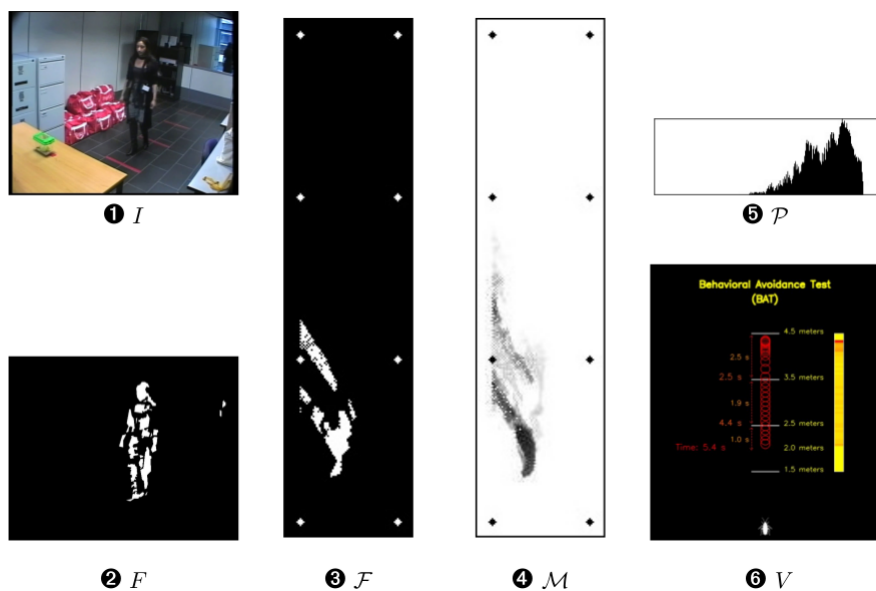 ❶ I
❺ 𝒫
Behavioral Avoidance Test
(BAT)
4.5 meters
2.5 s
2.5 s
3.5 meters
1.9 s
4.4 s
2.5 meters
1.0 s
Time: 5.4 s
2.0 meters
1.5 meters
❷ F
❸ ℱ
❹ ℳ
❻ V